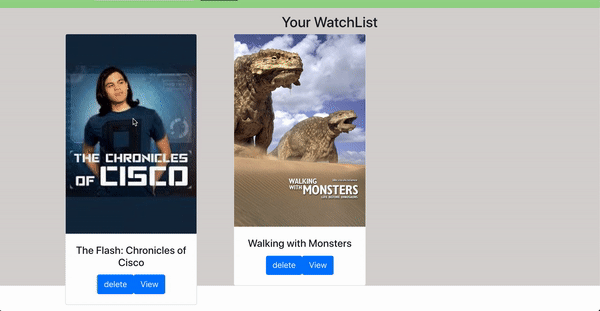 Your WatchList
THE CHRONICLES
OF CISCO
WALKING
WITH MONSTERS
The Flash: Chronicles of
Cisco
Walking with Monsters
delete
View
delete
View